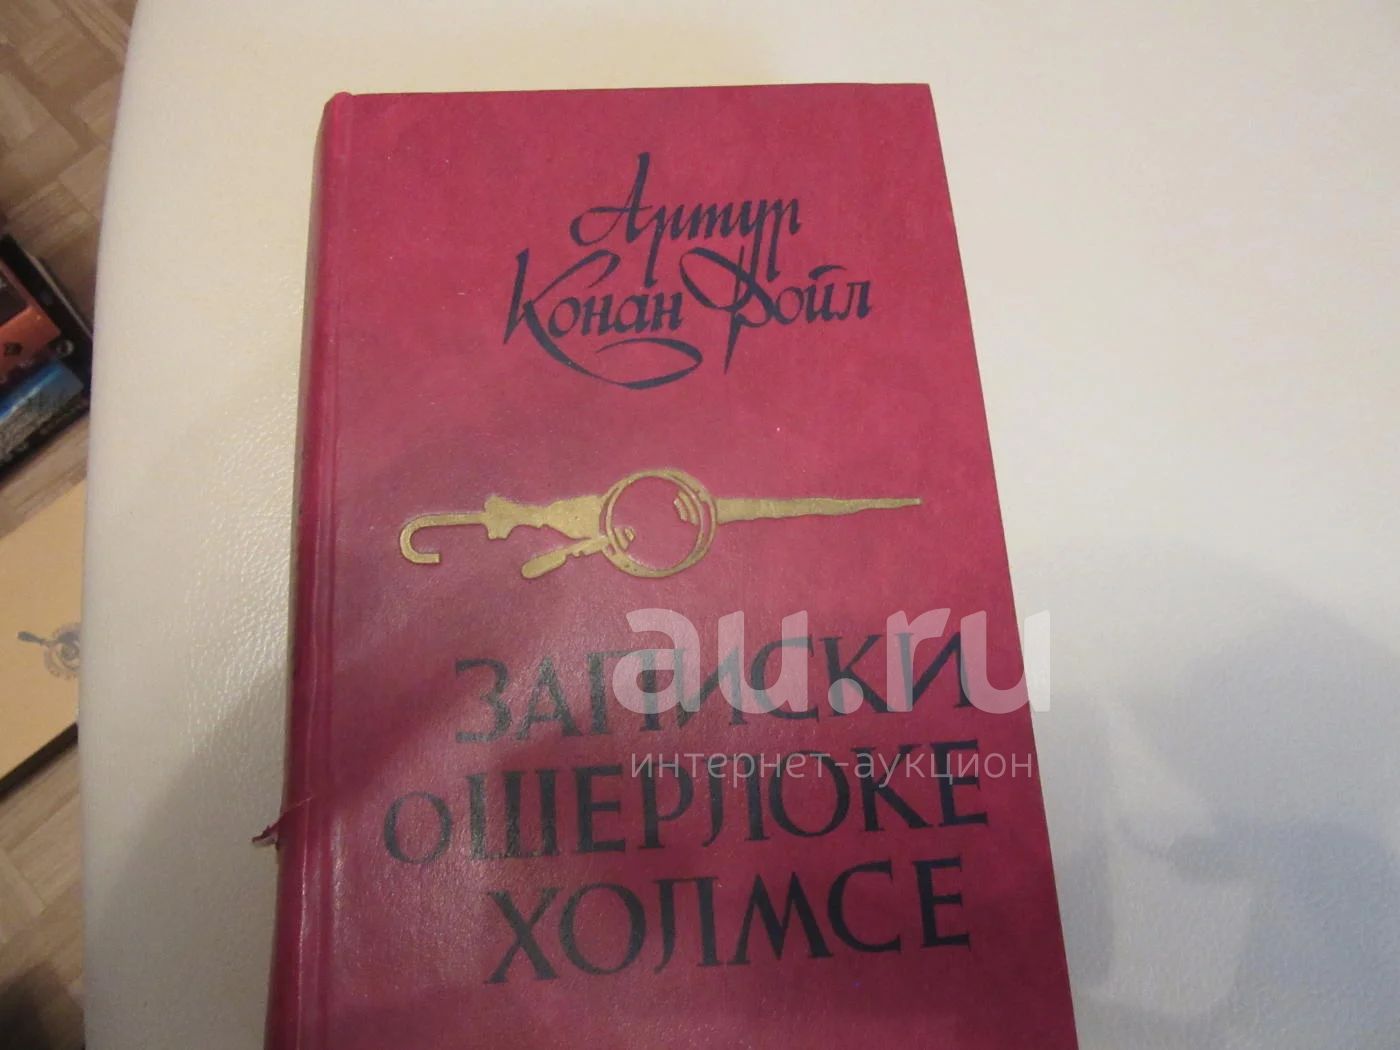 Артур
Конан Дойл
ЗАПИСКИ
О ШЕРЛОКЕ
ХОЛМСЕ
au.ru
интернет-аукцион